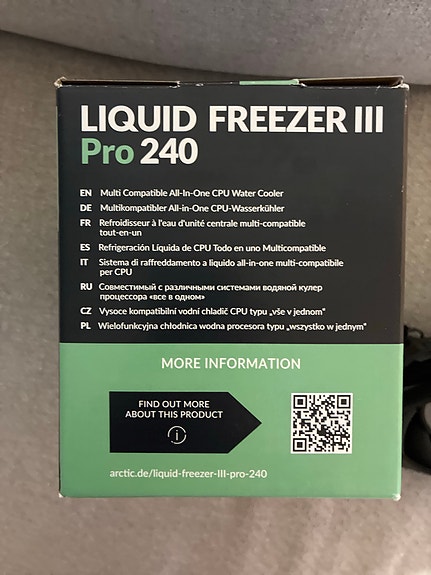 LIQUID FREEZER III
Pro 240
EN Multi Compatible All-In-One CPU Water Cooler
DE Multikompatibler All-in-One CPU-Wasserkühler
FR Refroidisseur à l'eau d'unité centrale multi-compatible
tout-en-un
ES Refrigeración Líquida de CPU Todo en uno Multicompatible
IT Sistema di raffreddamento a liquido all-in-one multi-compatibile
per CPU
RU Совместимый с различными системами водяной кулер
процессора «все в одном»
CZ Vysoce kompatibilní vodní chladič CPU typu „vše v jednom"
PL Wielofunkcyjna chłodnica wodna procesora typu „wszystko w jednym"
MORE INFORMATION
FIND OUT MORE
ABOUT THIS PRODUCT
i
arctic.de/liquid-freezer-III-pro-240